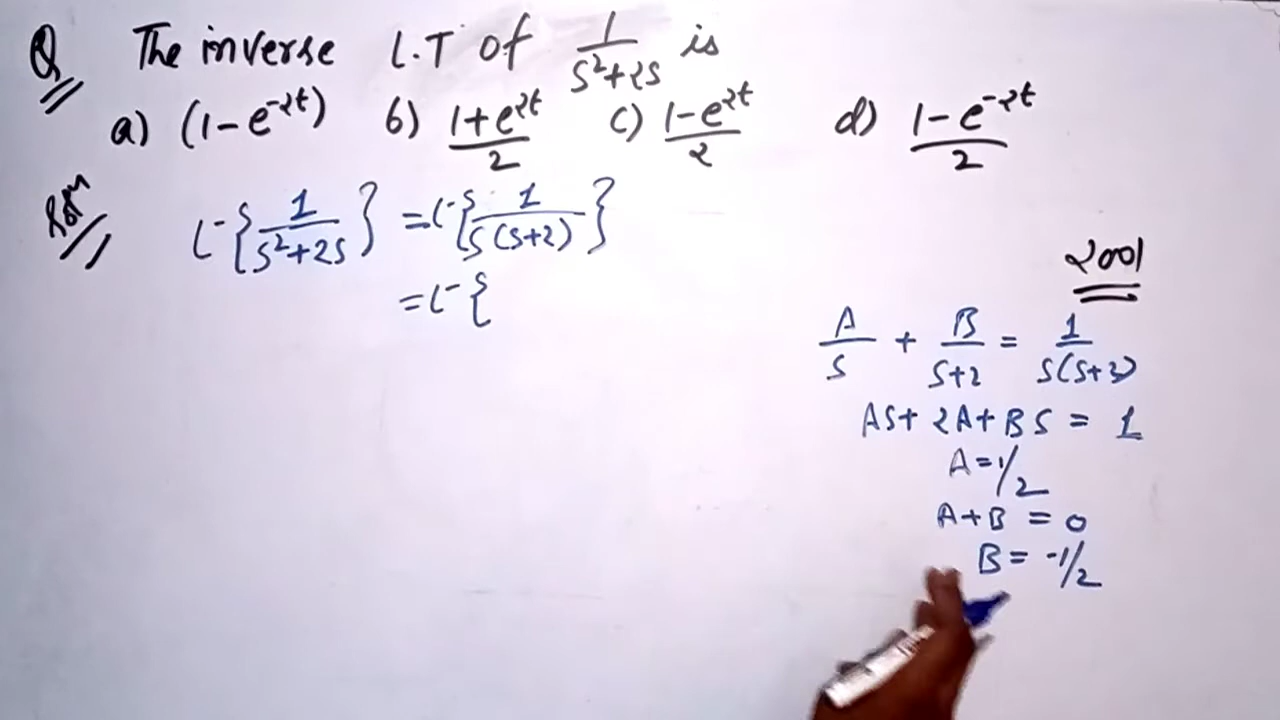 Q The inverse L.T of 1/(S²+2S) is
a) (1-e^-2t) b) (1+e^2t)/2 c) (1-e^2t)/2 d) (1-e^-2t)/2
Solⁿ L⁻{1/(S²+2S)} = L⁻{1/(S(S+2))}
= L⁻{
2001
A/S + B/(S+2) = 1/(S(S+2))
AS+ 2A+BS = 1
A=1/2
A+B = 0
B = -1/2